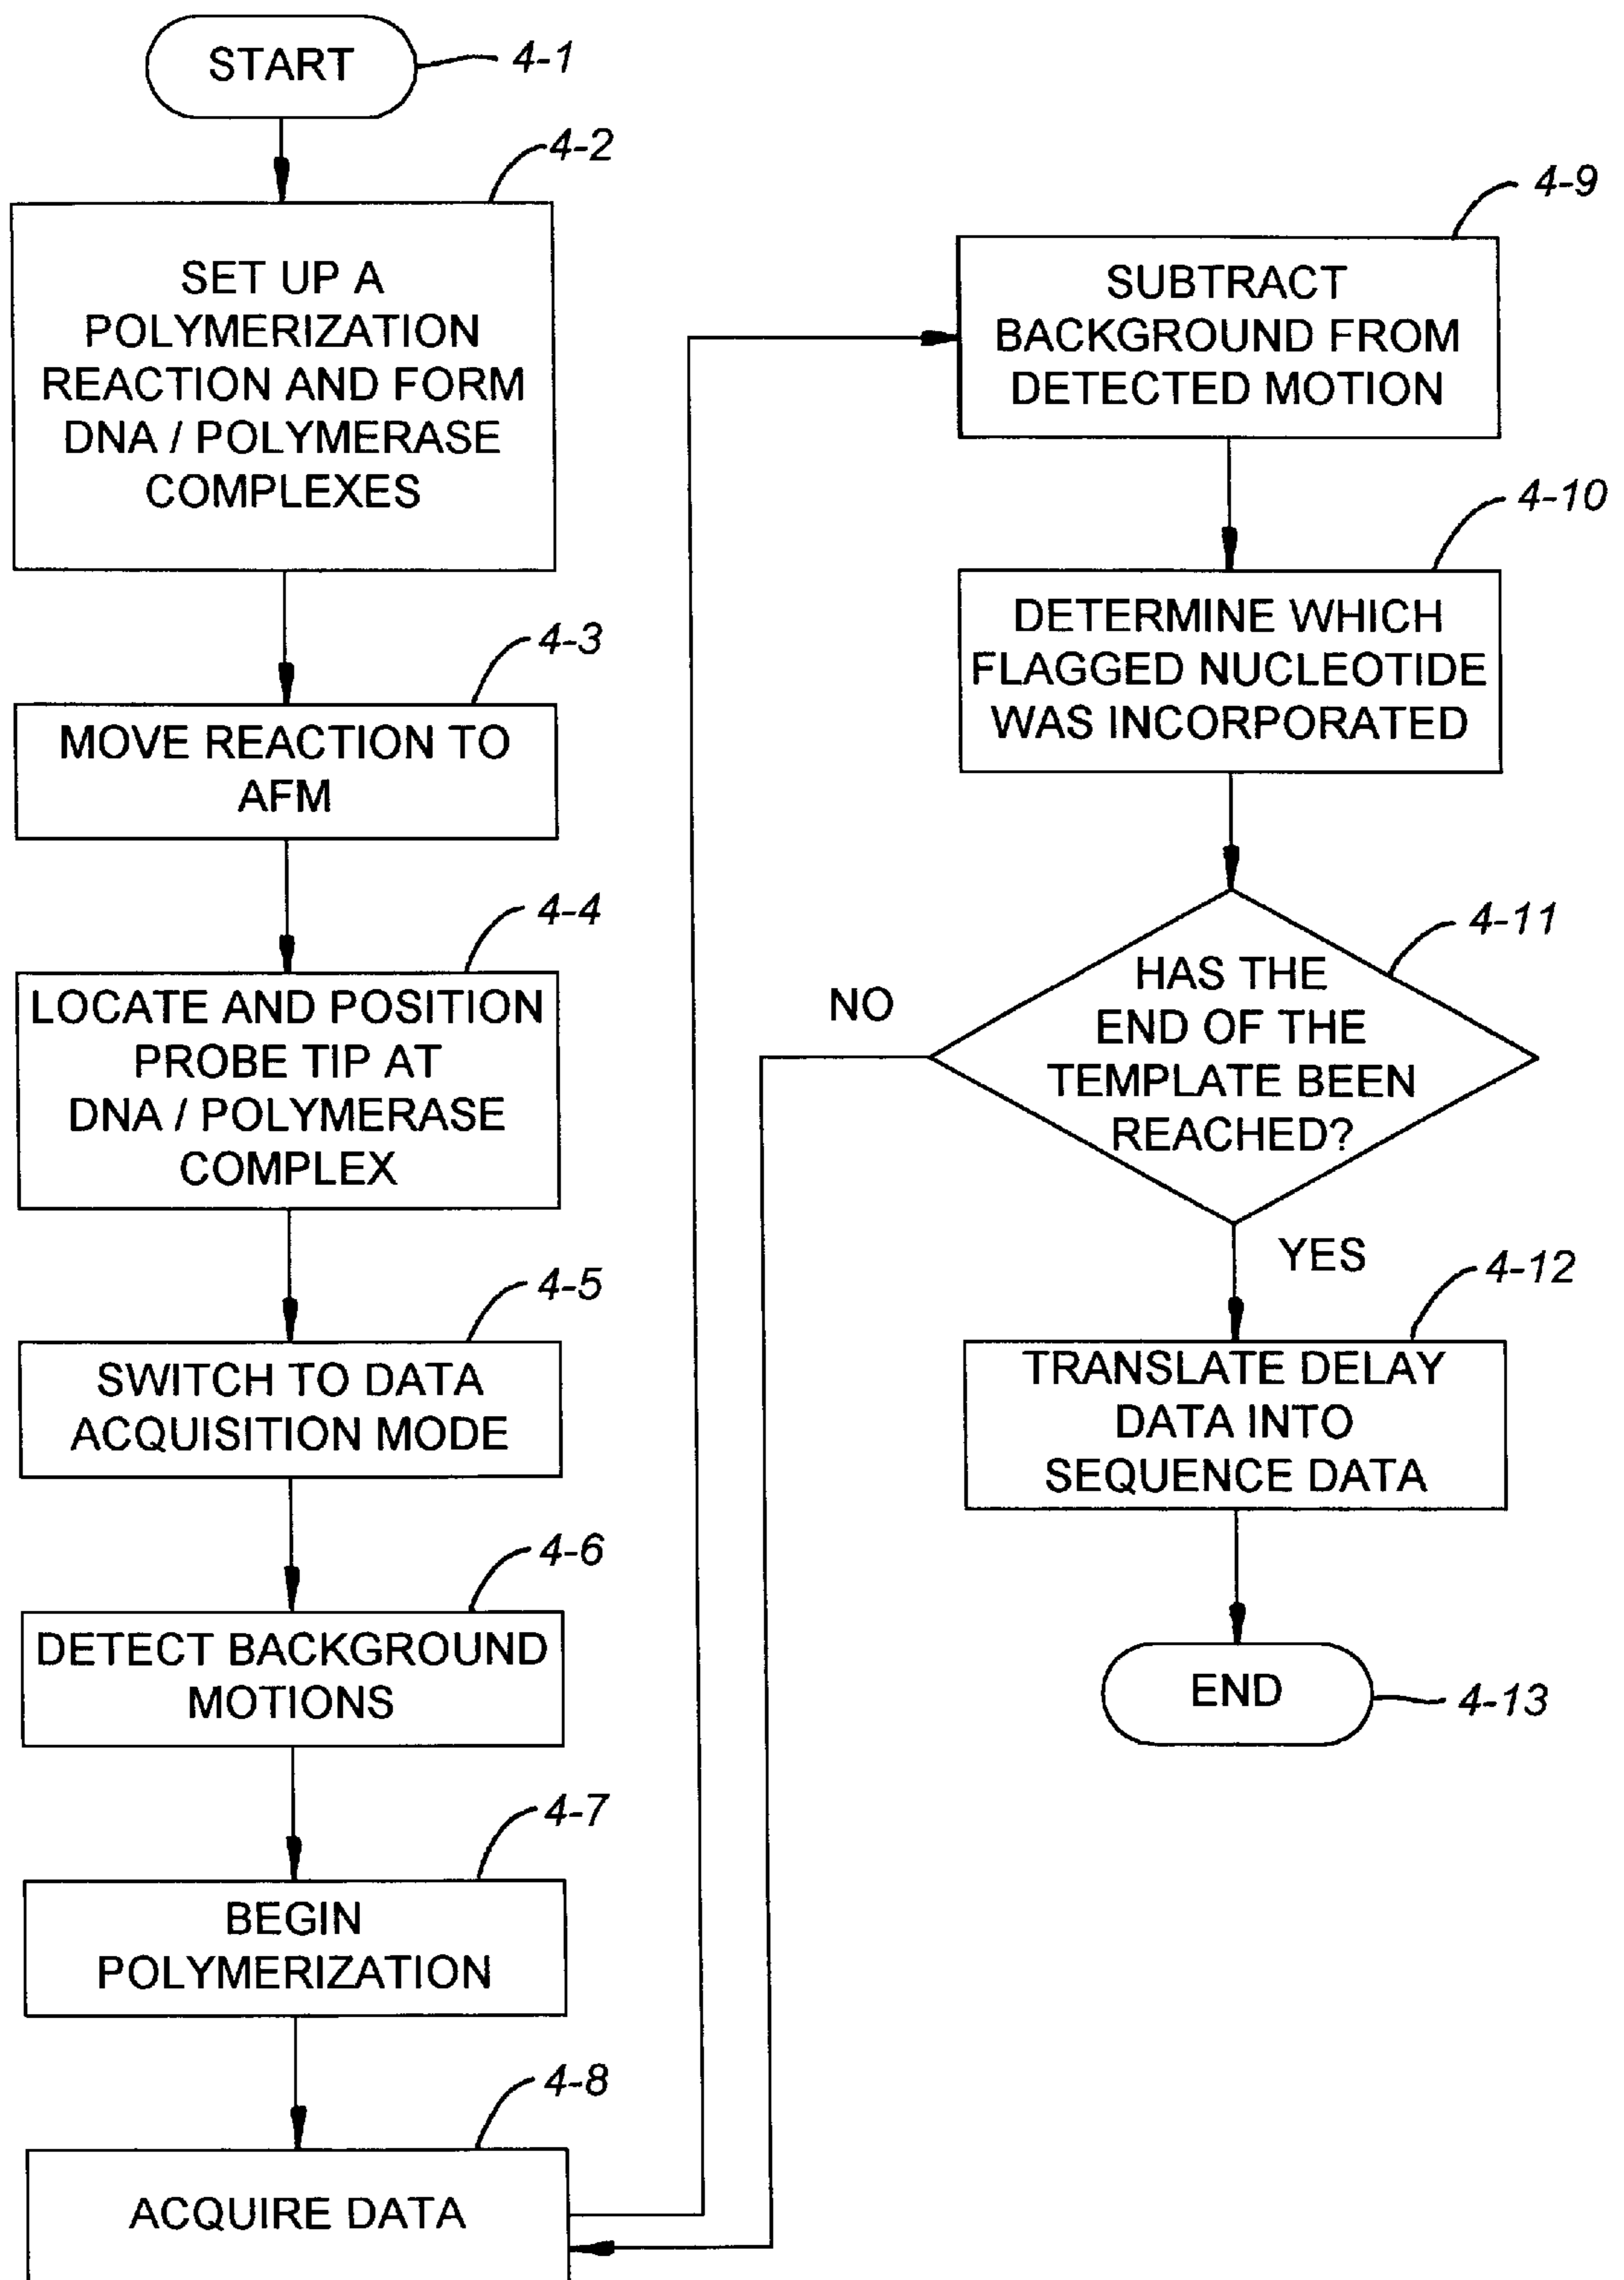 START
4-1
4-2
SET UP A
POLYMERIZATION
REACTION AND FORM
DNA / POLYMERASE
COMPLEXES
4-3
MOVE REACTION TO
AFM
4-4
LOCATE AND POSITION
PROBE TIP AT
DNA / POLYMERASE
COMPLEX
4-5
SWITCH TO DATA
ACQUISITION MODE
4-6
DETECT BACKGROUND
MOTIONS
4-7
BEGIN
POLYMERIZATION
4-8
ACQUIRE DATA
4-9
SUBTRACT
BACKGROUND FROM
DETECTED MOTION
4-10
DETERMINE WHICH
FLAGGED NUCLEOTIDE
WAS INCORPORATED
4-11
HAS THE
END OF THE
TEMPLATE BEEN
REACHED?
NO
YES
4-12
TRANSLATE DELAY
DATA INTO
SEQUENCE DATA
END
4-13